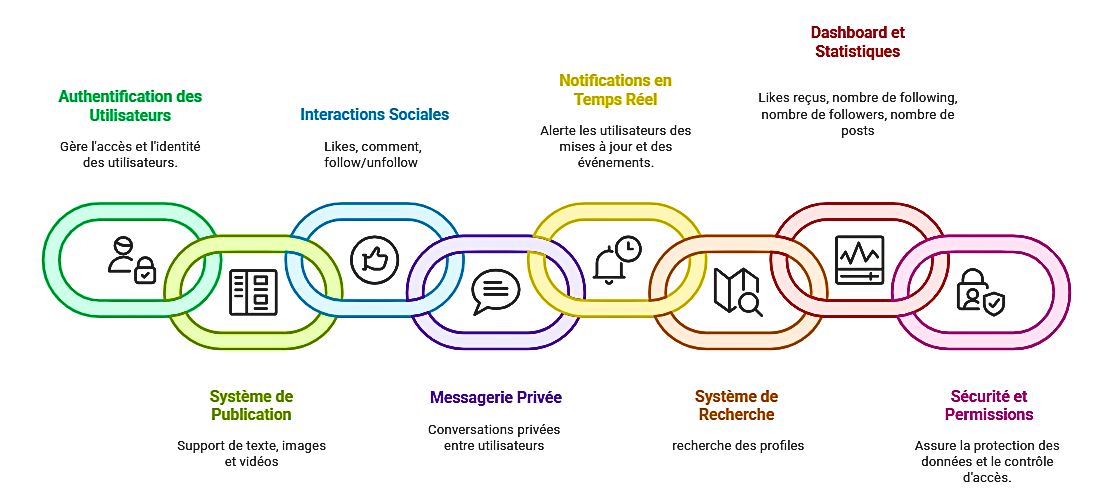 Authentification des
Utilisateurs
Gère l'accès et l'identité
des utilisateurs.
Système de
Publication
Support de texte, images
et vidéos
Interactions Sociales
Likes, comment,
follow/unfollow
Messagerie Privée
Conversations privées
entre utilisateurs
Notifications en
Temps Réel
Alerte les utilisateurs des
mises à jour et des
événements.
Système de
Recherche
recherche des profiles
Dashboard et
Statistiques
Likes reçus, nombre de following,
nombre de followers, nombre de
posts
Sécurité et
Permissions
Assure la protection des
données et le contrôle
d'accès.